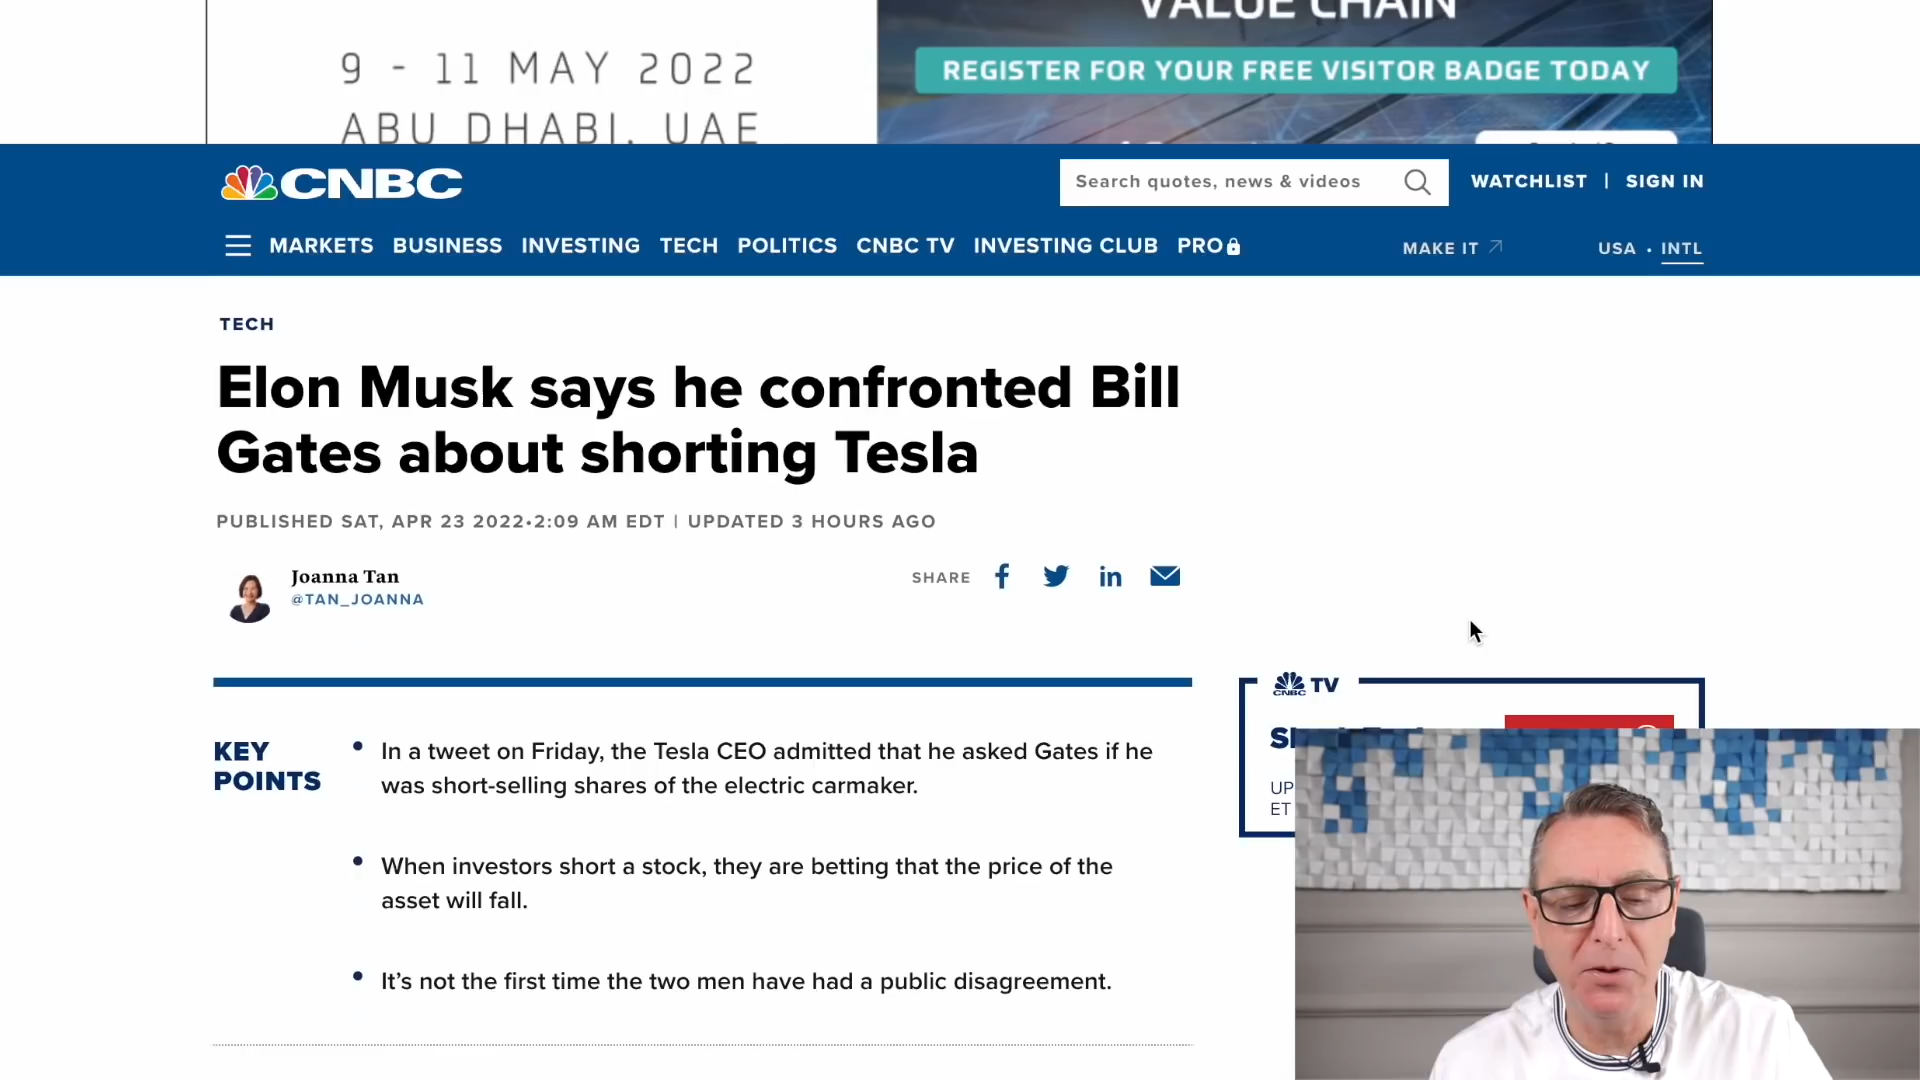 VALUE CHAIN
9 - 11 MAY 2022
REGISTER FOR YOUR FREE VISITOR BADGE TODAY
ABU DHABI, UAE
CNBC
Search quotes, news & videos
WATCHLIST | SIGN IN
MARKETS BUSINESS INVESTING TECH POLITICS CNBC TV INVESTING CLUB PRO
MAKE IT
USA • INTL
TECH
Elon Musk says he confronted Bill
Gates about shorting Tesla
PUBLISHED SAT, APR 23 2022•2:09 AM EDT | UPDATED 3 HOURS AGO
Joanna Tan
@TAN_JOANNA
SHARE
CNBC TV
KEY
POINTS
• In a tweet on Friday, the Tesla CEO admitted that he asked Gates if he
was short-selling shares of the electric carmaker.
UP
ET
• When investors short a stock, they are betting that the price of the
asset will fall.
• It’s not the first time the two men have had a public disagreement.